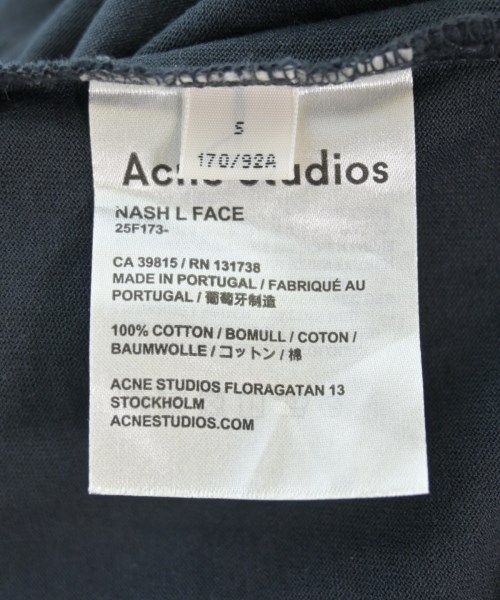 S
170/92A
Acne Studios
NASH L FACE
25F173-
CA 39815 / RN 131738
MADE IN PORTUGAL / FABRIQUÉ AU
PORTUGAL / 葡萄牙制造
100% COTTON / BOMULL / COTON /
BAUMWOLLE / コットン / 棉
ACNE STUDIOS FLORAGATAN 13
STOCKHOLM
ACNESTUDIOS.COM